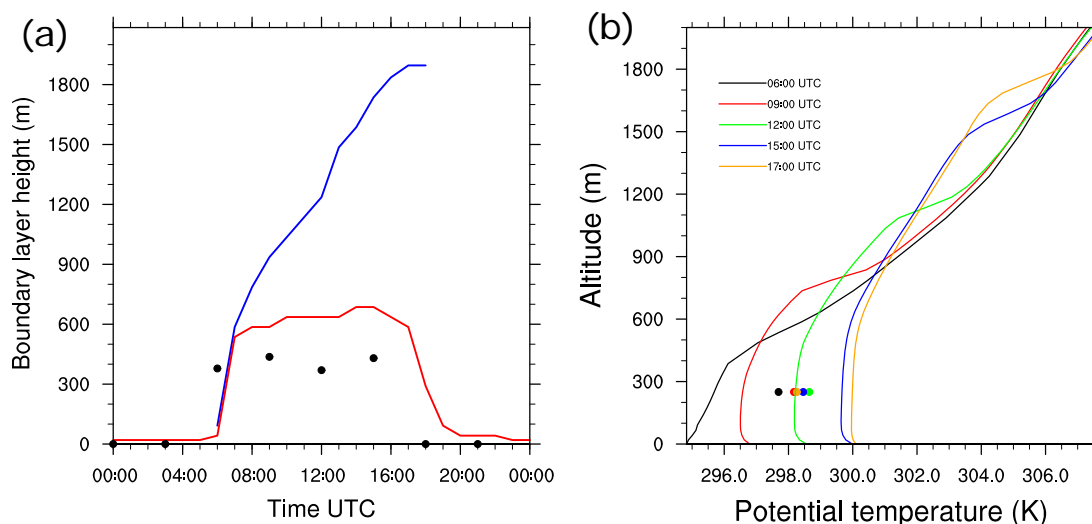 (a)
Boundary layer height (m)
1800
1500
1200
900
600
300
0
00:00 04:00 08:00 12:00 16:00 20:00 00:00
Time UTC
(b)
Altitude (m)
1800
1500
1200
900
600
300
0
06:00 UTC
09:00 UTC
12:00 UTC
15:00 UTC
17:00 UTC
296.0 298.0 300.0 302.0 304.0 306.0
Potential temperature (K)